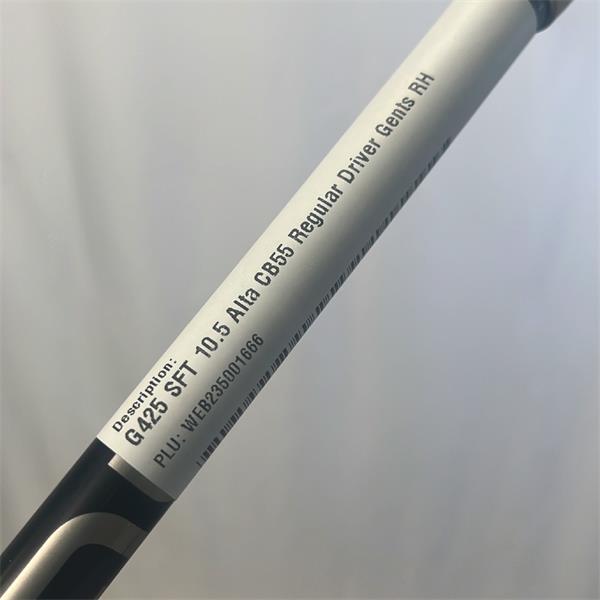 Description:
G425 SFT 10.5 Alta CB55 Regular Driver Gents RH
PLU: WEB235001666